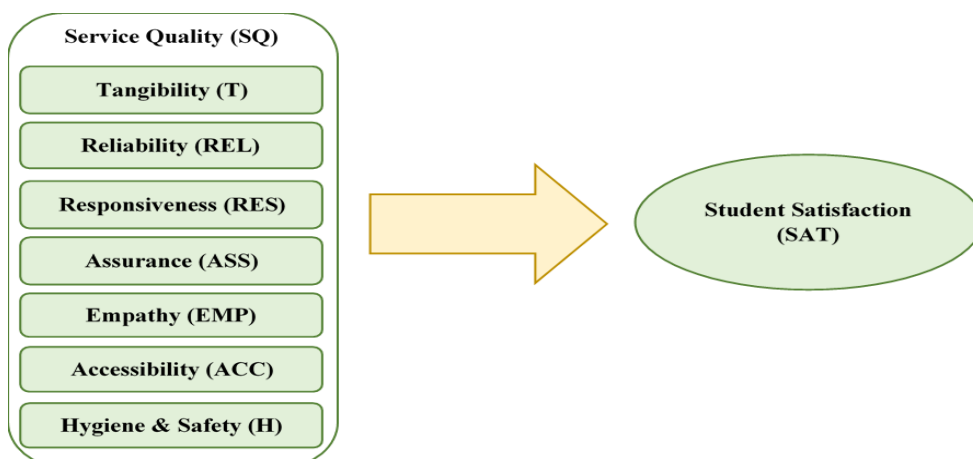 Service Quality (SQ)
Tangibility (T)
Reliability (REL)
Responsiveness (RES)
Assurance (ASS)
Empathy (EMP)
Accessibility (ACC)
Hygiene & Safety (H)
Student Satisfaction
(SAT)